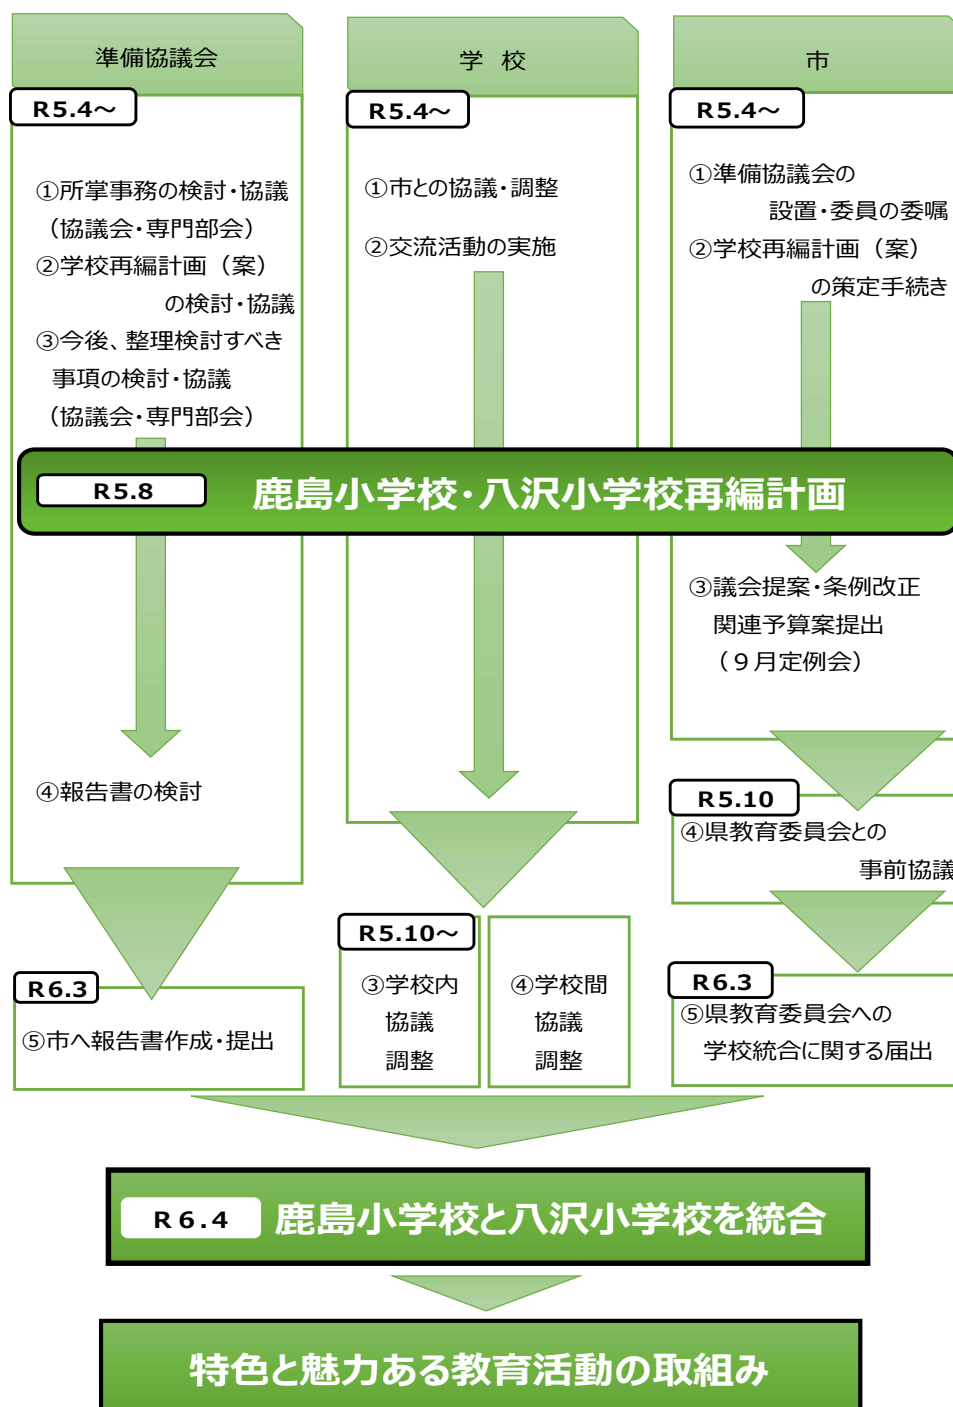 準備協議会
R5.4～
①所掌事務の検討・協議
（協議会・専門部会）
②学校再編計画（案）
の検討・協議
③今後、整理検討すべき
事項の検討・協議
（協議会・専門部会）
学 校
R5.4～
①市との協議・調整
②交流活動の実施
市
R5.4～
①準備協議会の
設置・委員の委嘱
②学校再編計画（案）
の策定手続き
R5.8 鹿島小学校・八沢小学校再編計画
④報告書の検討
R6.3
⑤市へ報告書作成・提出
R5.10～
③学校内
協議
調整
④学校間
協議
調整
③議会提案・条例改正
関連予算案提出
（９月定例会）
R5.10
④県教育委員会との
事前協議
R6.3
⑤県教育委員会への
学校統合に関する届出
R6.4 鹿島小学校と八沢小学校を統合
特色と魅力ある教育活動の取組み